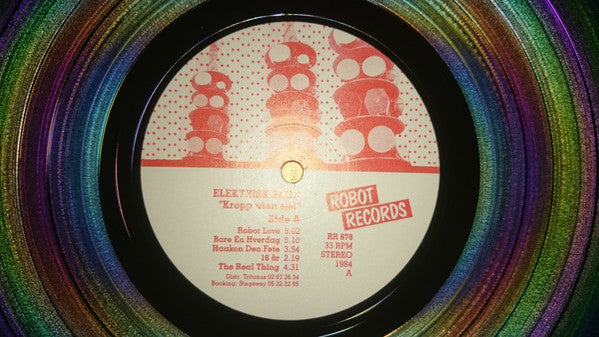 ELEKTRISK
"Kropp uten sjel"
Side A
Robot Love 5.02
Bare En Hverdag 5.10
Haakon Den Fete 3.54
16 år 2.19
The Real Thing 4.31
Distr. Tritonus 02 67 28 34
Booking: Stageway 05 32 32 65
ROBOT
RECORDS
RR 878
33 RPM
STEREO
1984
A